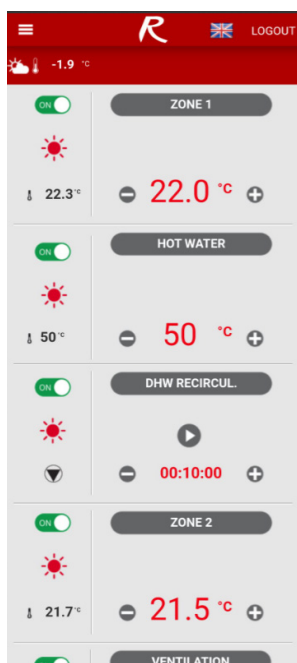 R
LOGOUT
-1.9 °C
ON
ZONE 1
22.3°C
22.0 °C
ON
HOT WATER
50°C
50 °C
ON
DHW RECIRCUL.
00:10:00
ON
ZONE 2
21.7°C
21.5 °C
VENTILATION